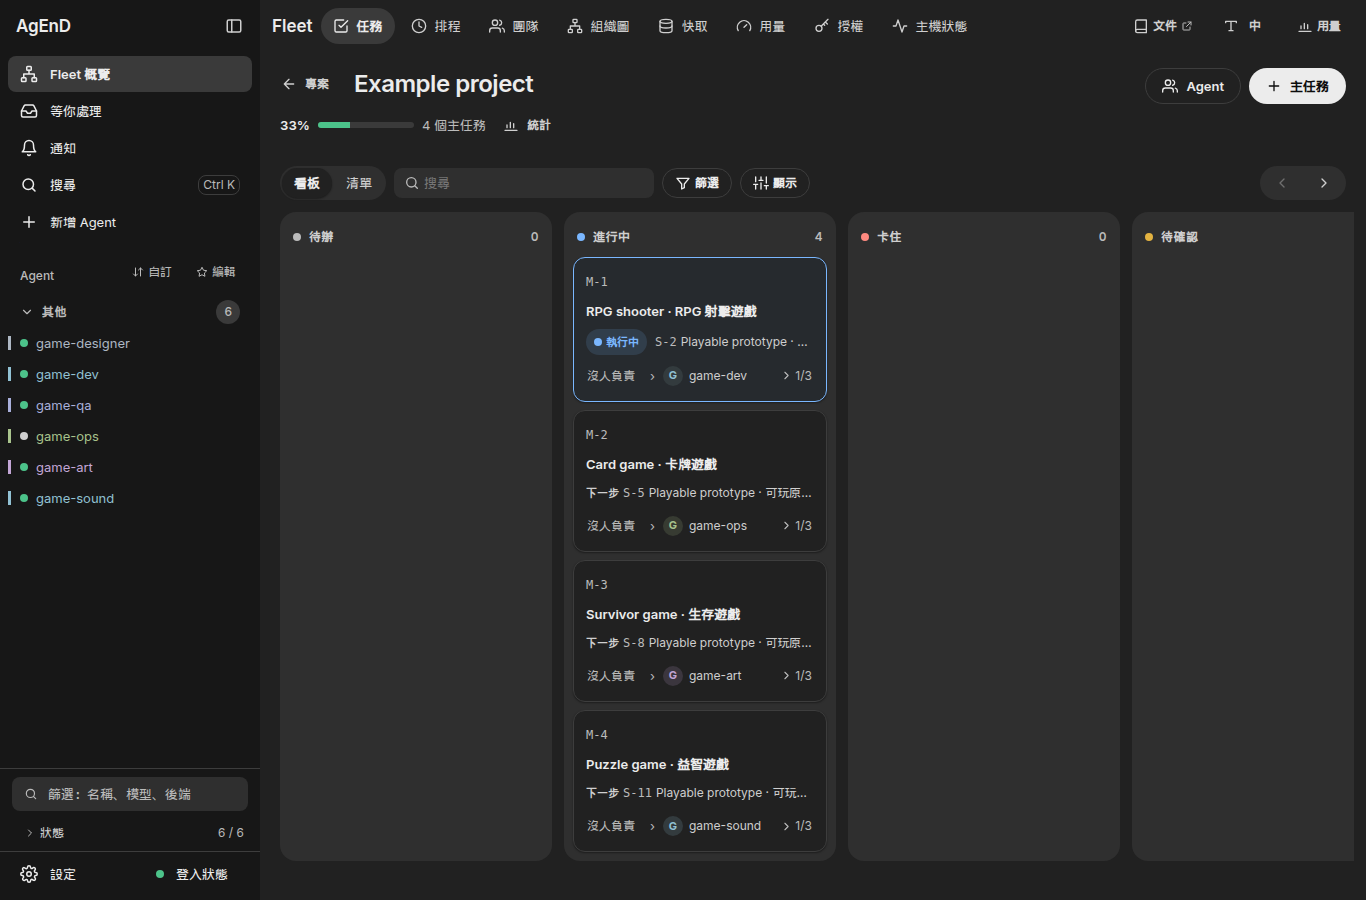 AgEnD
Fleet 概覽
等你處理
通知
搜尋
Ctrl K
新增 Agent
Agent
自訂
編輯
其他
6
game-designer
game-dev
game-qa
game-ops
game-art
game-sound
篩選：名稱、模型、後端
狀態
6 / 6
設定
登入狀態
Fleet
任務
排程
團隊
組織圖
快取
用量
授權
主機狀態
文件
中
用量
專案
Example project
Agent
主任務
33%
4 個主任務
統計
看板
清單
搜尋
篩選
顯示
待辦
0
進行中
4
M-1
RPG shooter · RPG 射擊遊戲
執行中
S-2 Playable prototype · ...
沒人負責
G
game-dev
1/3
M-2
Card game · 卡牌遊戲
下一步 S-5 Playable prototype · 可玩原...
沒人負責
G
game-ops
1/3
M-3
Survivor game · 生存遊戲
下一步 S-8 Playable prototype · 可玩原...
沒人負責
G
game-art
1/3
M-4
Puzzle game · 益智遊戲
下一步 S-11 Playable prototype · 可玩...
沒人負責
G
game-sound
1/3
卡住
0
待確認